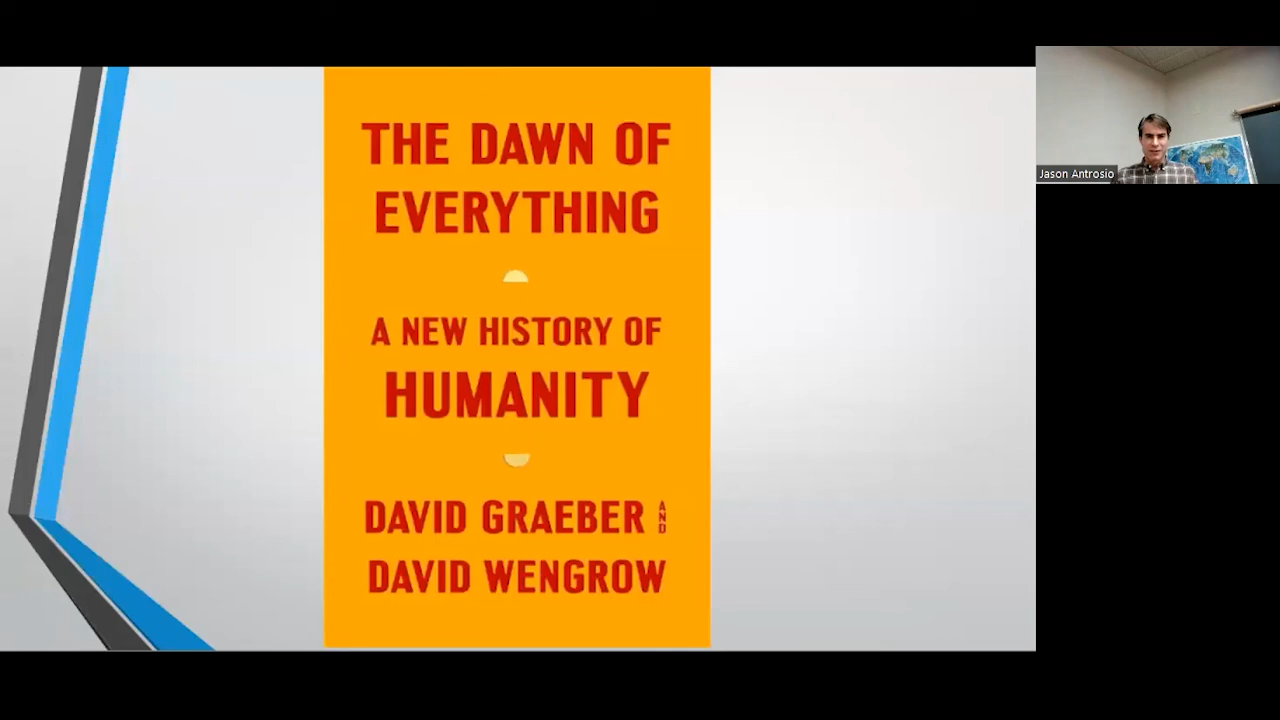 THE DAWN OF
EVERYTHING
A NEW HISTORY OF
HUMANITY
DAVID GRAEBER AND
DAVID WENGROW
Jason Antrosio